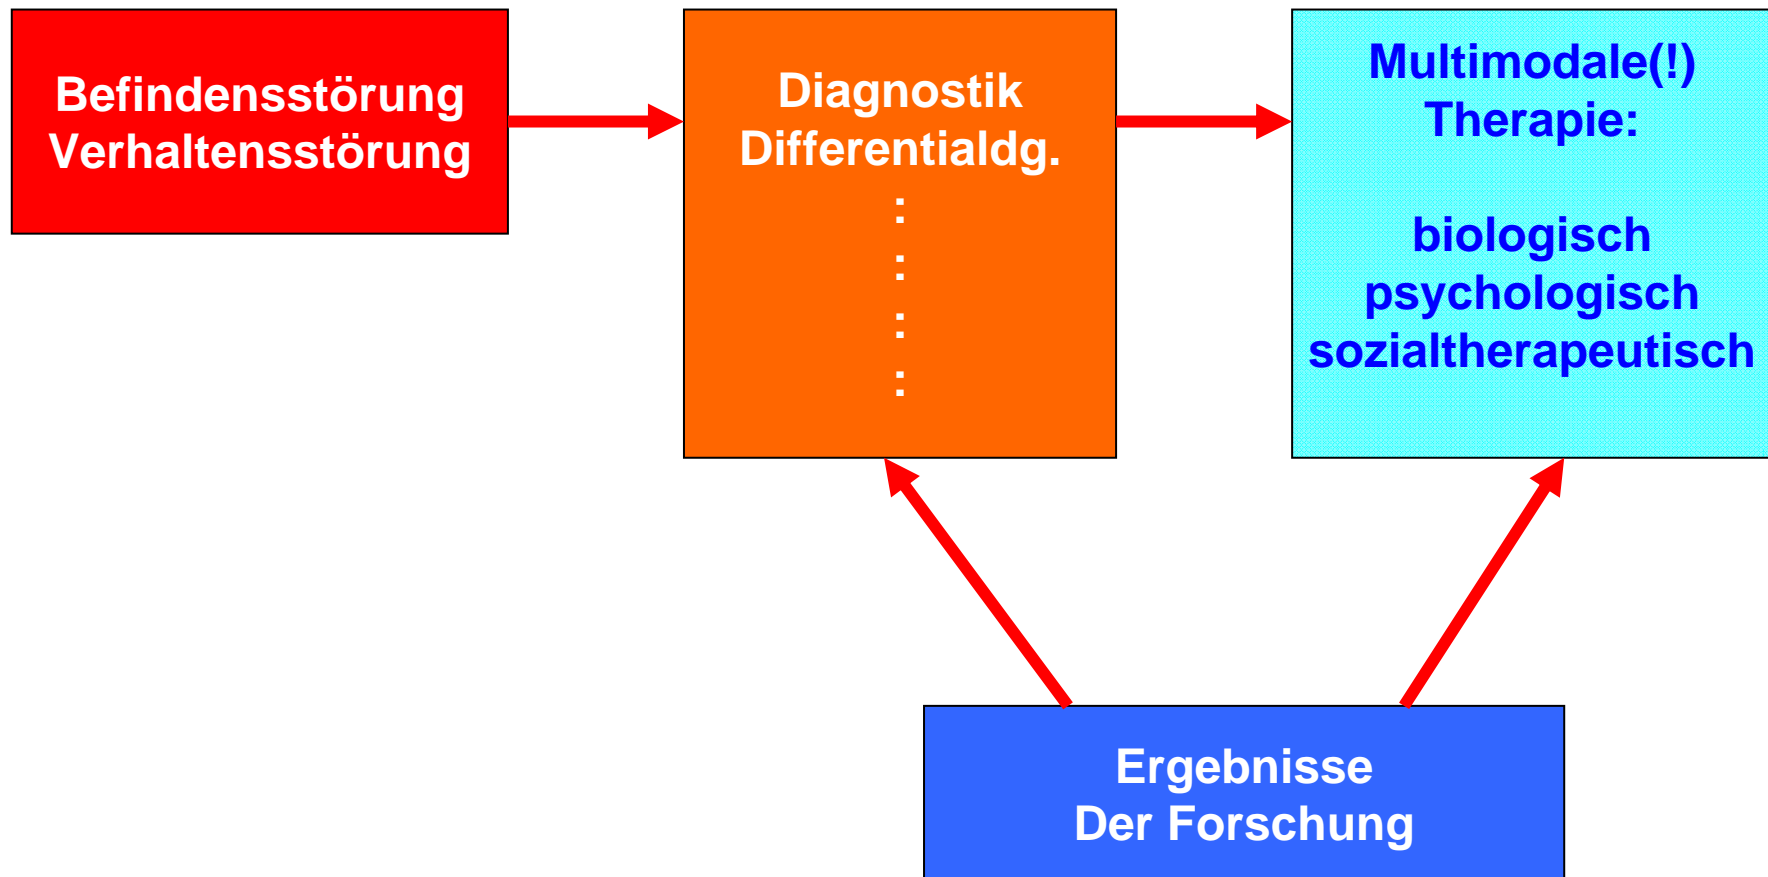 Befindensstörung
Verhaltensstörung
Diagnostik
Differentialdg.
:
:
:
:
Multimodale(!)
Therapie:
biologisch
psychologisch
sozialtherapeutisch
Ergebnisse
Der Forschung